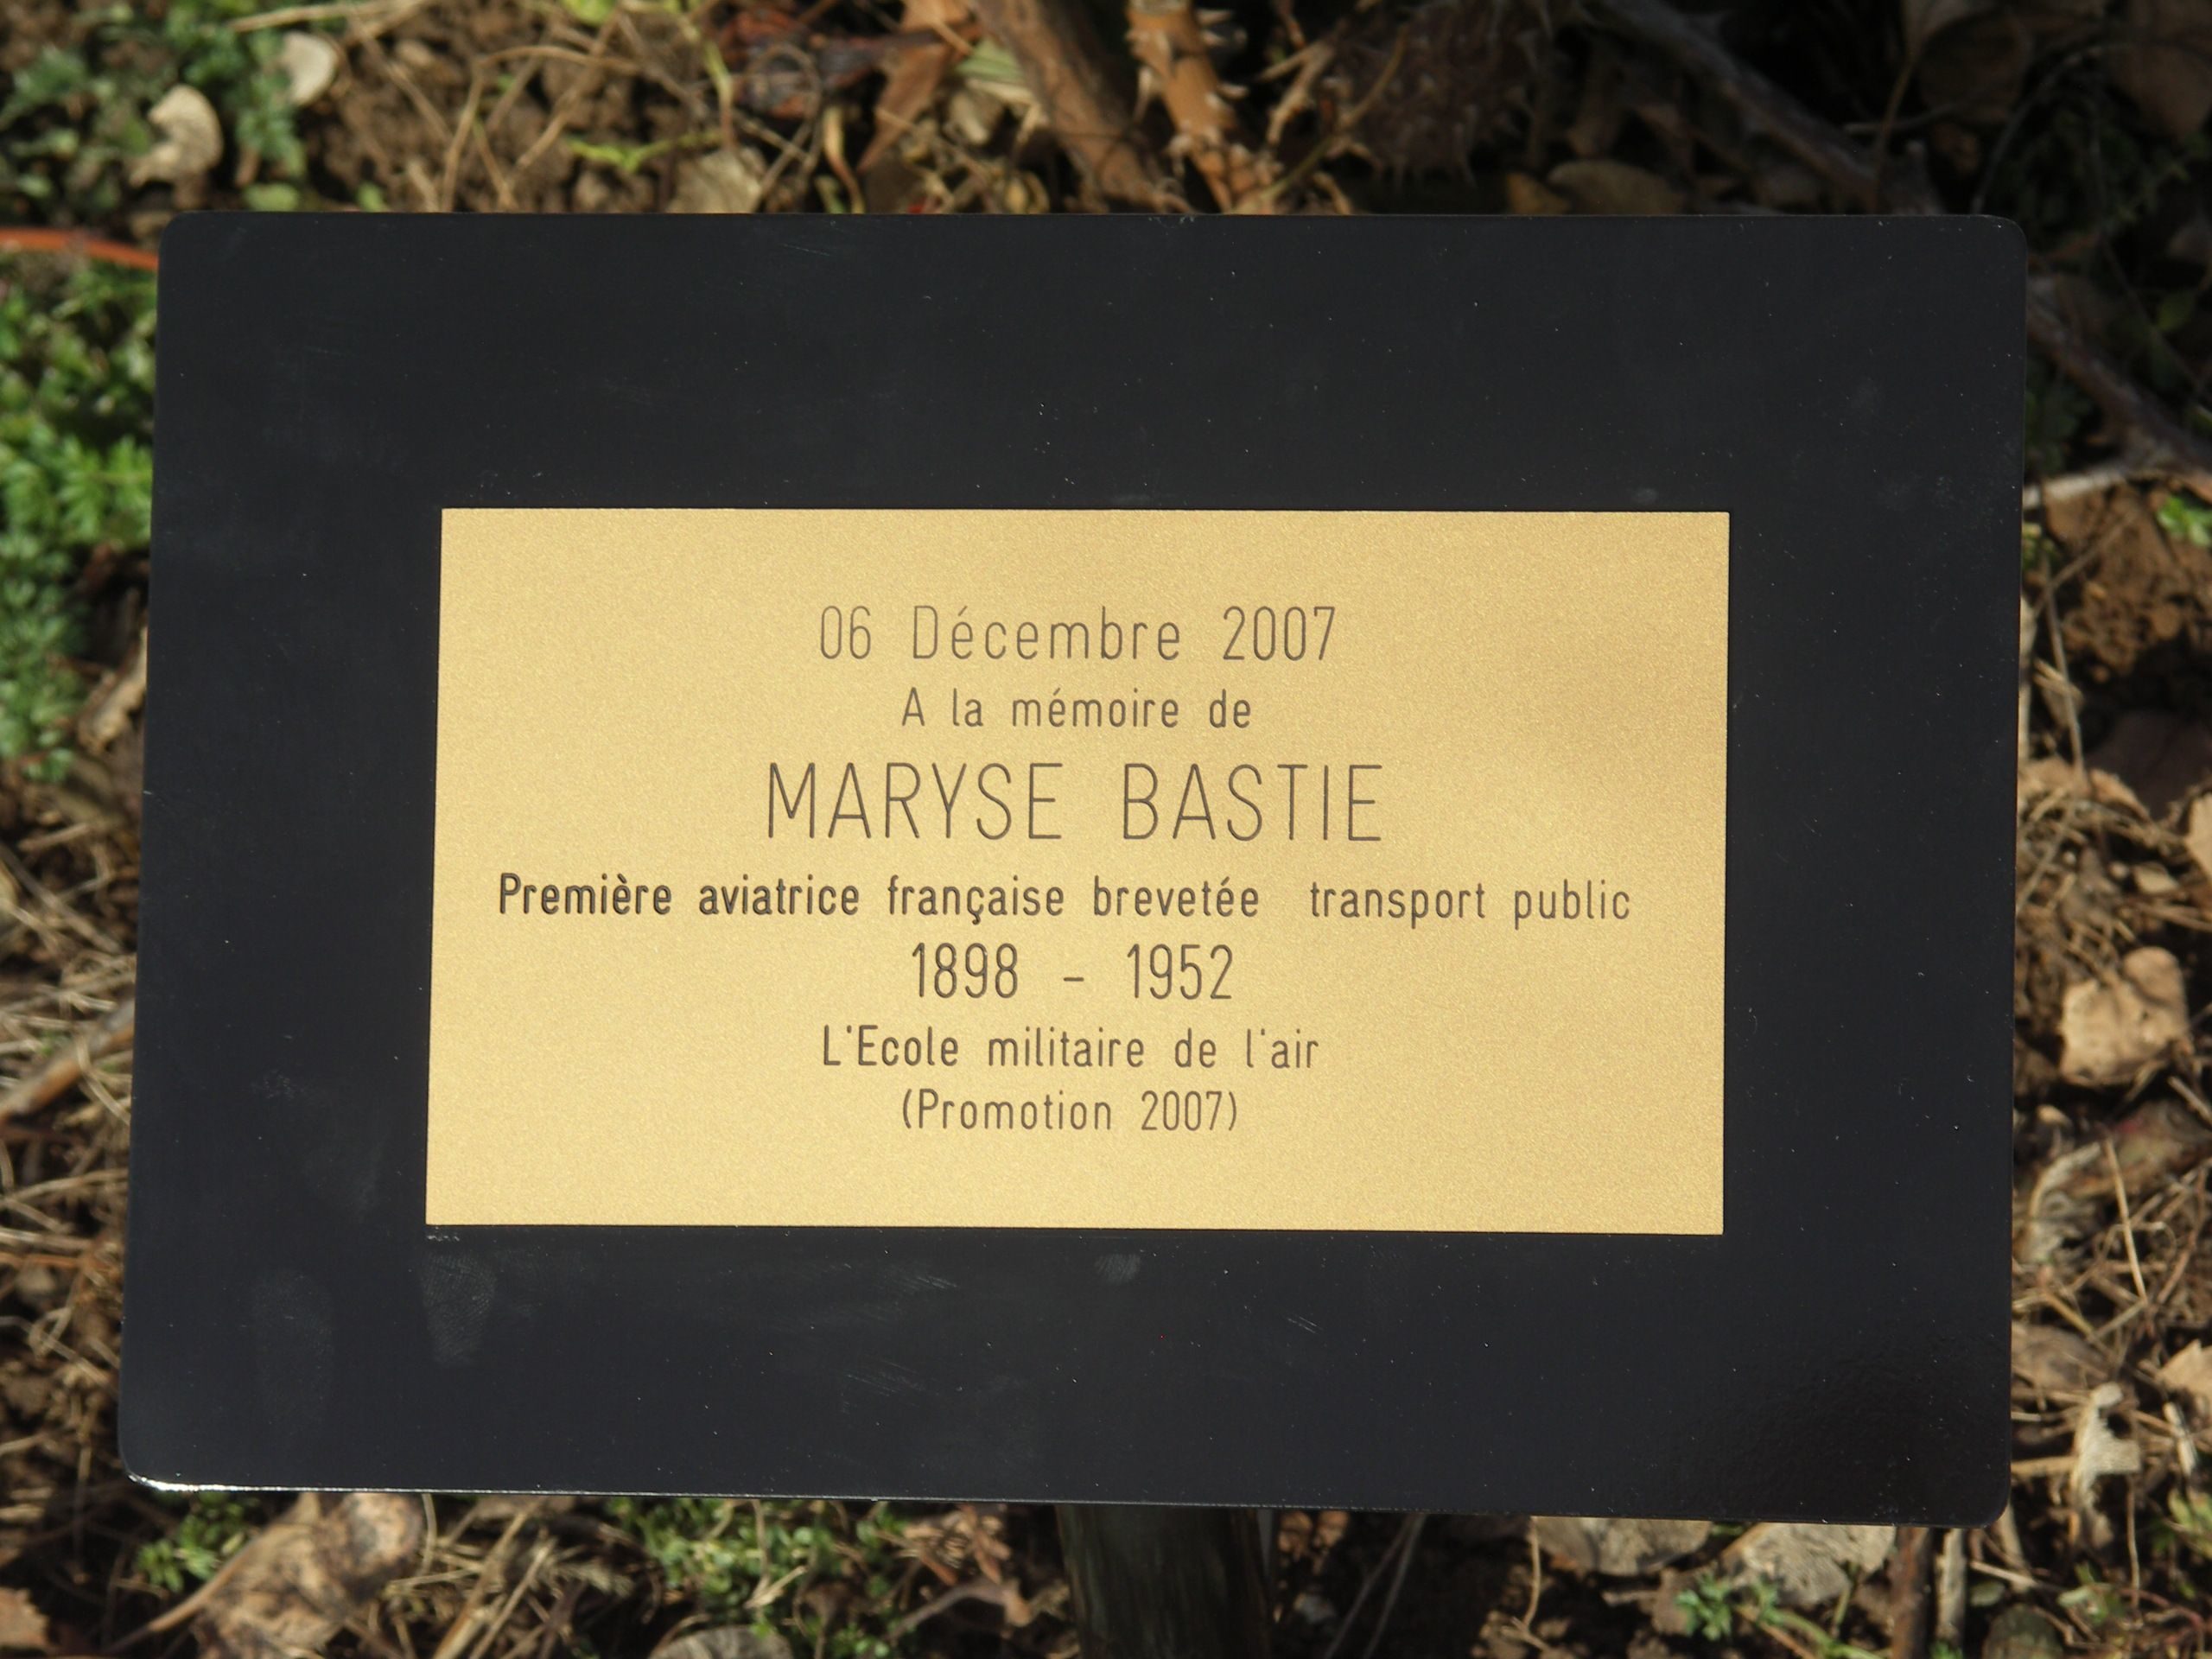 06 Décembre 2007
A la mémoire de
MARYSE BASTIE
Première aviatrice française brevetée transport public
1898 - 1952
L'Ecole militaire de l'air
(Promotion 2007)